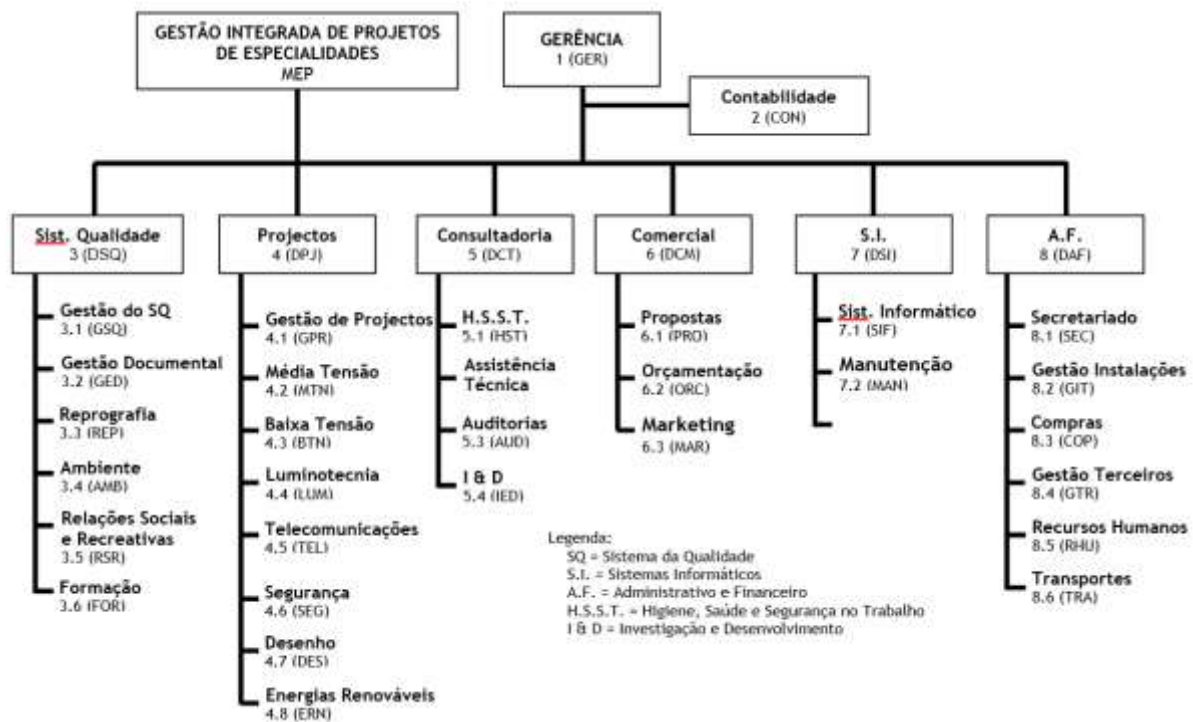 GESTÃO INTEGRADA DE PROJETOS
DE ESPECIALIDADES
MEP
GERÊNCIA
1 (GER)
Contabilidade
2 (CON)
Sist. Qualidade
3 (DSQ)
Projectos
4 (DPJ)
Consultadoria
5 (DCT)
Comercial
6 (DCM)
S.I.
7 (DSI)
A.F.
8 (DAF)
Gestão do SQ
3.1 (GSQ)
Gestão Documental
3.2 (GED)
Reprografia
3.3 (REP)
Ambiente
3.4 (AMB)
Relações Sociais
e Recreativas
3.5 (RSR)
Formação
3.6 (FOR)
Gestão de Projectos
4.1 (GPR)
Média Tensão
4.2 (MTN)
Baixa Tensão
4.3 (BTN)
Luminotecnia
4.4 (LUM)
Telecomunicações
4.5 (TEL)
Segurança
4.6 (SEG)
Desenho
4.7 (DES)
Energias Renováveis
4.8 (ERN)
H.S.S.T.
5.1 (HST)
Assistência
Técnica
Auditorias
5.3 (AUD)
I & D
5.4 (IED)
Propostas
6.1 (PRO)
Orçamentação
6.2 (ORC)
Marketing
6.3 (MAR)
Sist. Informático
7.1 (SIF)
Manutenção
7.2 (MAN)
Secretariado
8.1 (SEC)
Gestão Instalações
8.2 (GIT)
Compras
8.3 (COP)
Gestão Terceiros
8.4 (GTR)
Recursos Humanos
8.5 (RHU)
Transportes
8.6 (TRA)
Legenda:
SQ = Sistema da Qualidade
S.I. = Sistemas Informáticos
A.F. = Administrativo e Financeiro
H.S.S.T. = Higiene, Saúde e Segurança no Trabalho
I & D = Investigação e Desenvolvimento